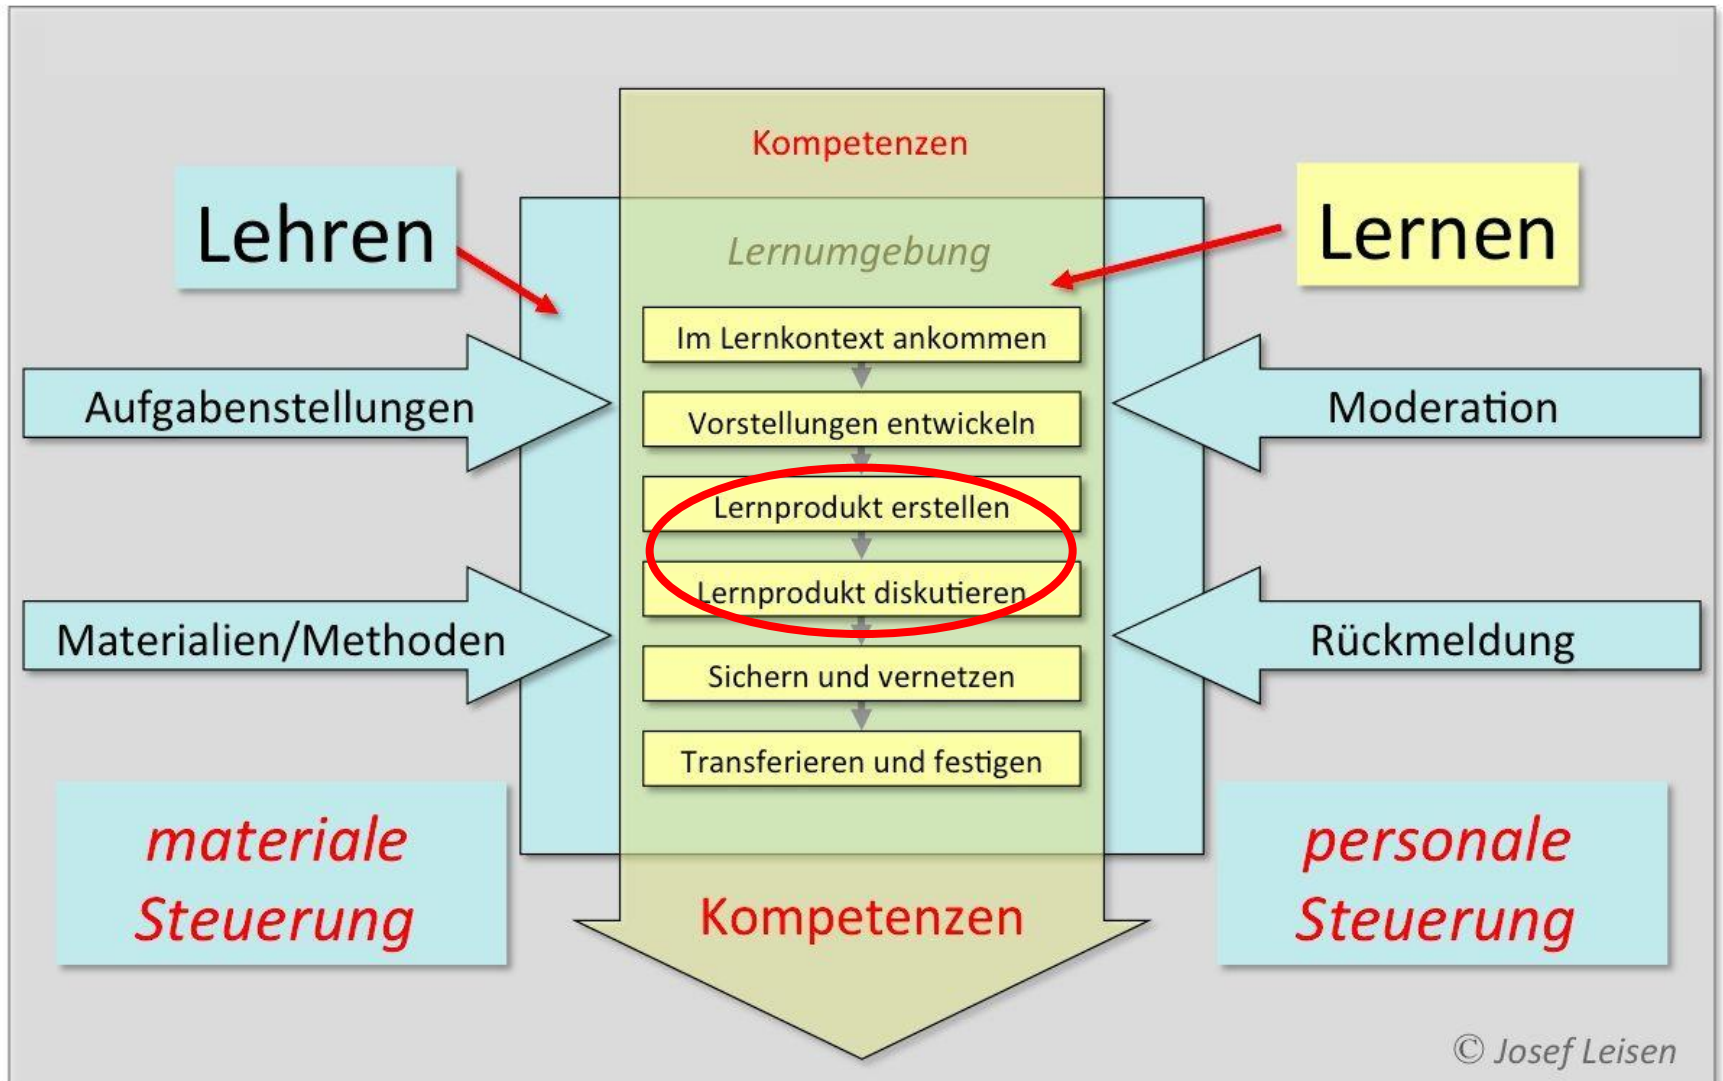 Kompetenzen
Lehren
Lernen
Lernumgebung
Im Lernkontext ankommen
Aufgabenstellungen
Vorstellungen entwickeln
Moderation
Lernprodukt erstellen
Lernprodukt diskutieren
Materialien/Methoden
Rückmeldung
Sichern und vernetzen
Transferieren und festigen
materiale
Steuerung
personale
Steuerung
Kompetenzen
© Josef Leisen